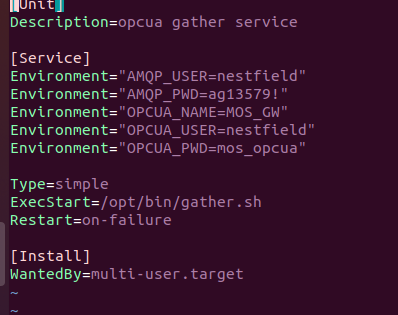 [Unit]
Description=opcua gather service
[Service]
Environment="AMQP_USER=nestfield"
Environment="AMQP_PWD=ag13579!"
Environment="OPCUA_NAME=MOS_GW"
Environment="OPCUA_USER=nestfield"
Environment="OPCUA_PWD=mos_opcua"
Type=simple
ExecStart=/opt/bin/gather.sh
Restart=on-failure
[Install]
WantedBy=multi-user.target
~
~